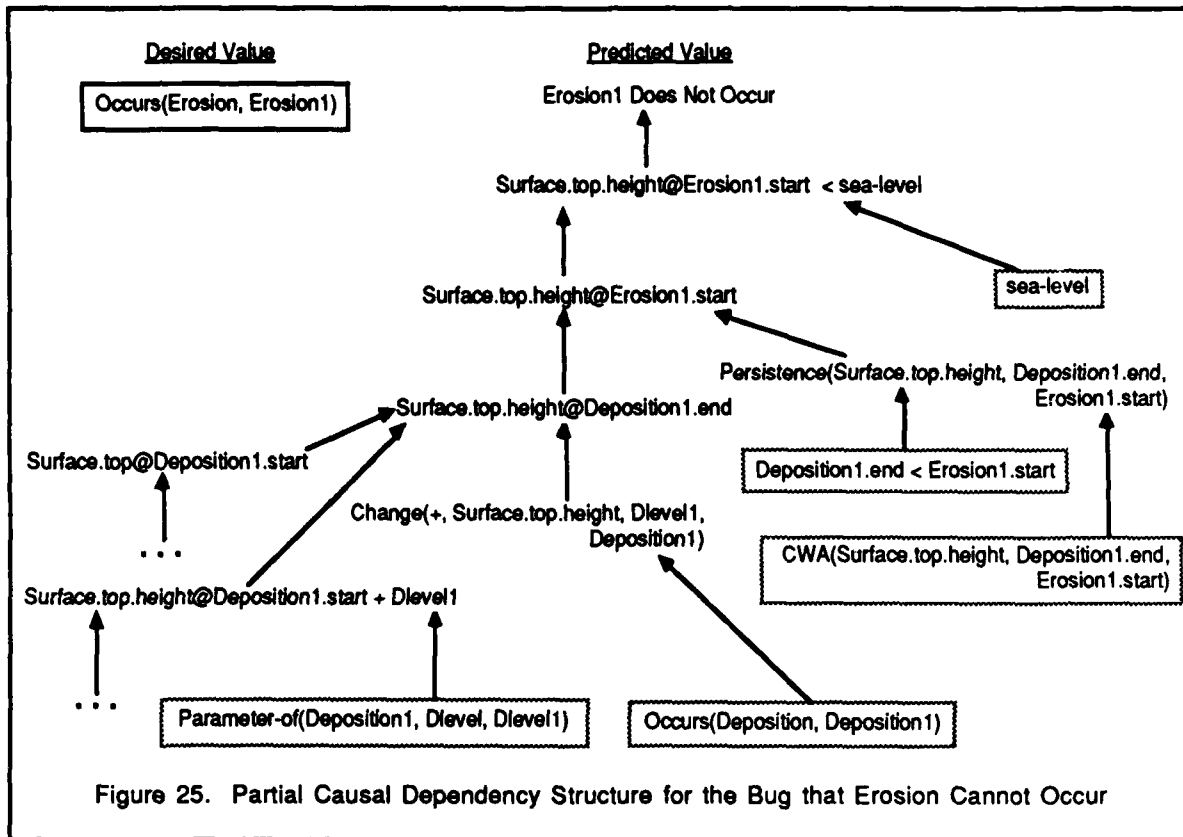 Desired Value
Predicted Value
Occurs(Erosion, Erosion1)
Erosion1 Does Not Occur
Surface.top.height@Erosion1.start < sea-level
sea-level
Surface.top.height@Erosion1.start
Persistence(Surface.top.height, Deposition1.end,
Erosion1.start)
Surface.top.height@Deposition1.end
Surface.top@Deposition1.start
Deposition1.end < Erosion1.start
Change(+, Surface.top.height, Dlevel1,
Deposition1)
. . .
CWA(Surface.top.height, Deposition1.end,
Erosion1.start)
Surface.top.height@Deposition1.start + Dlevel1
. . .
Parameter-of(Deposition1, Dlevel, Dlevel1)
Occurs(Deposition, Deposition1)
Figure 25. Partial Causal Dependency Structure for the Bug that Erosion Cannot Occur